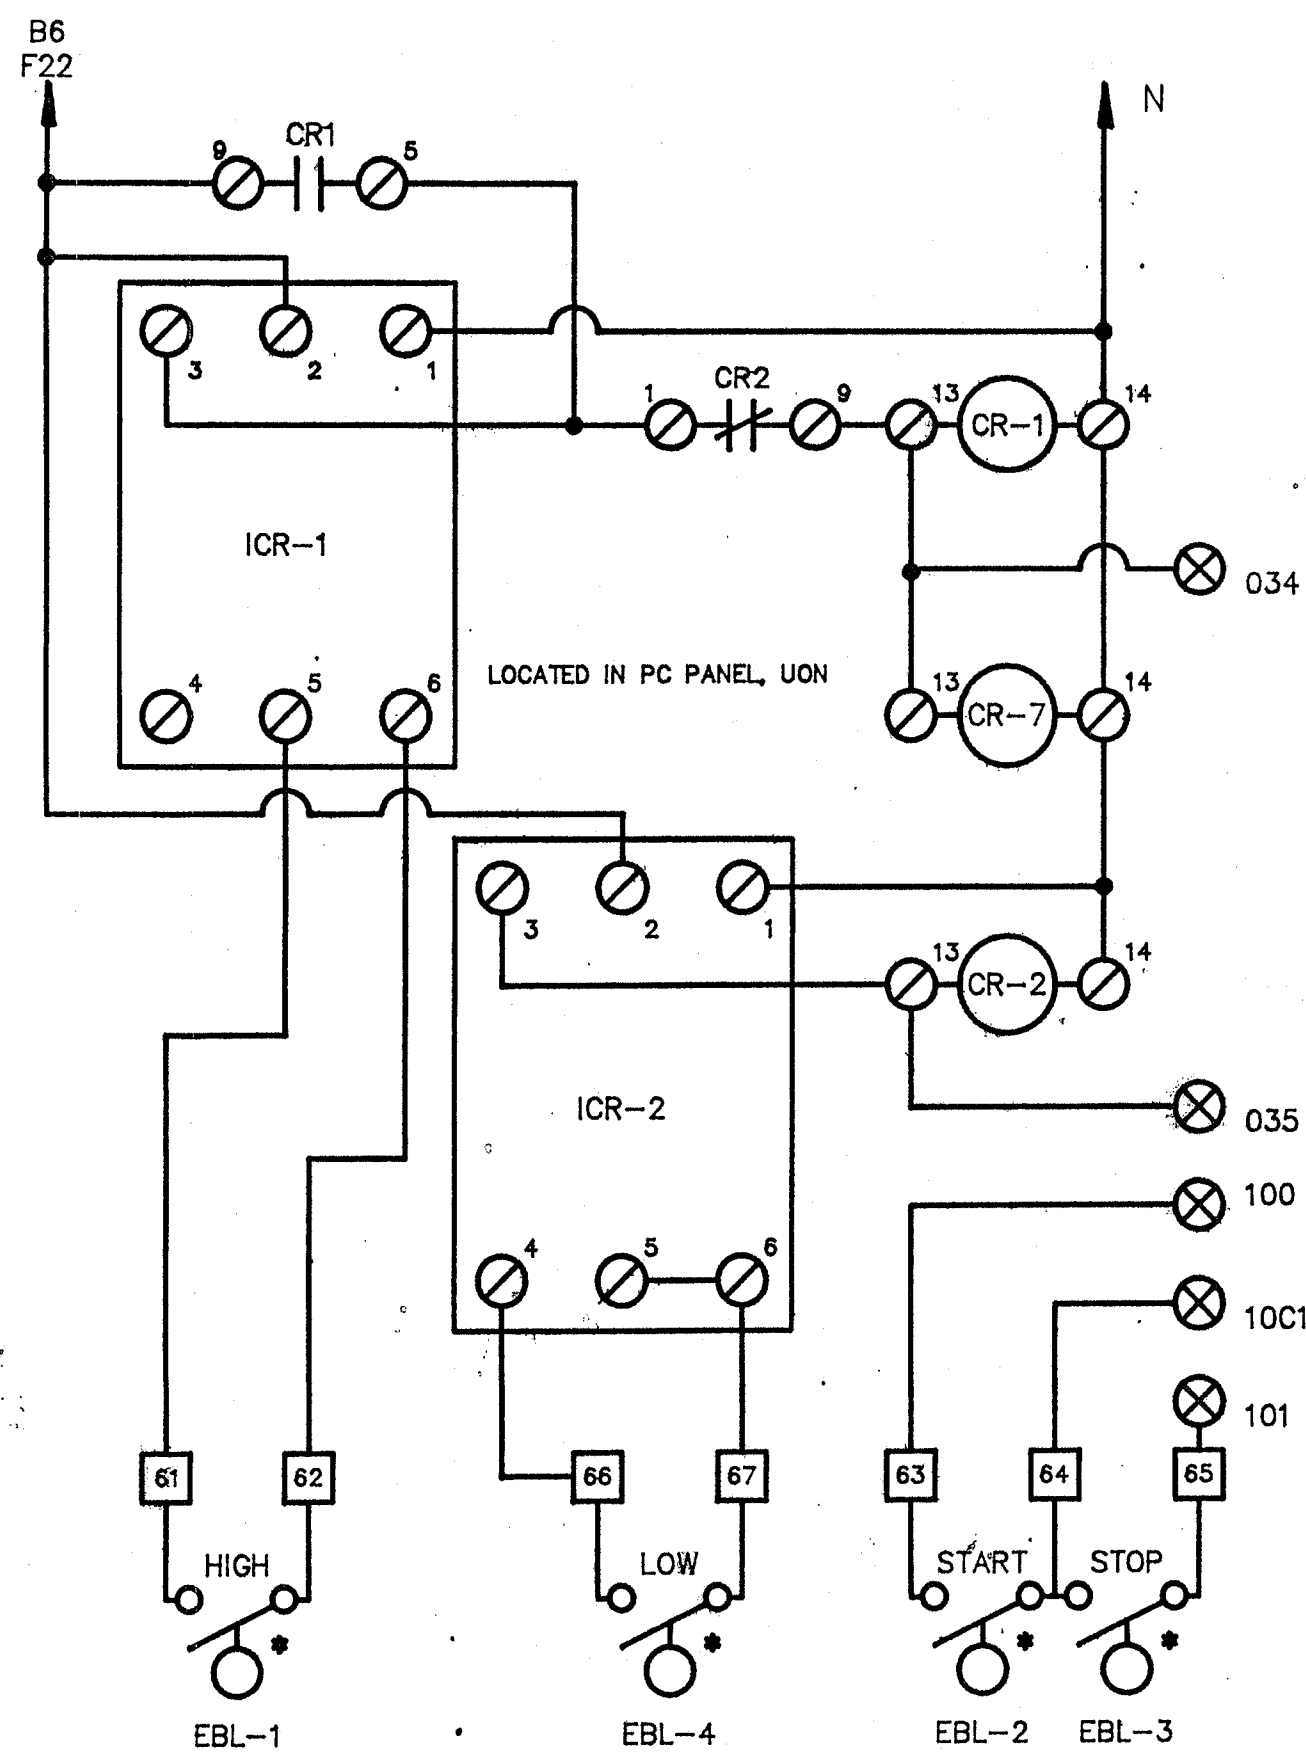 B6
F22
N
9 CR1 5
3 2 1
1 CR2 9 13 CR-1 14
ICR-1
034
LOCATED IN PC PANEL, UON
4 5 6
13 CR-7 14
3 2 1
13 CR-2 14
ICR-2
035
100
4 5 6
10C1
101
61 62 66 67 63 64 65
HIGH LOW START STOP
* * * *
EBL-1 EBL-4 EBL-2 EBL-3